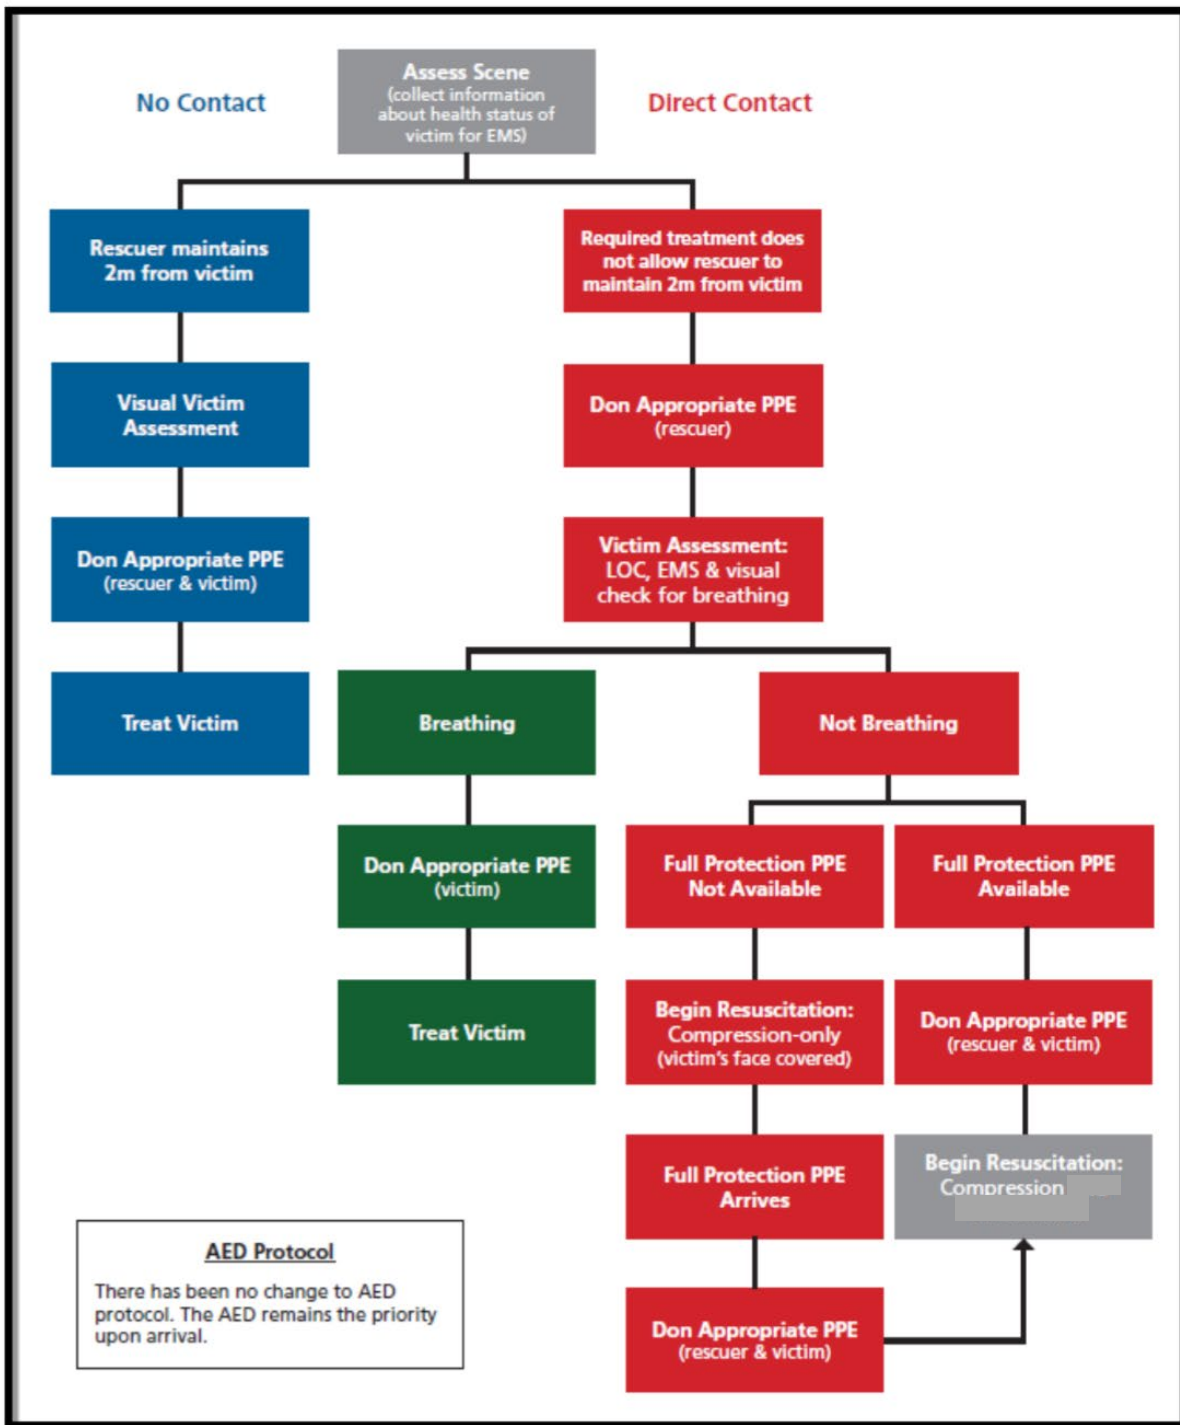 No Contact
Assess Scene
(collect information
about health status of
victim for EMS)
Direct Contact
Rescuer maintains
2m from victim
Required treatment does
not allow rescuer to
maintain 2m from victim
Visual Victim
Assessment
Don Appropriate PPE
(rescuer)
Don Appropriate PPE
(rescuer & victim)
Victim Assessment:
LOC, EMS & visual
check for breathing
Treat Victim
Breathing
Not Breathing
Don Appropriate PPE
(victim)
Full Protection PPE
Not Available
Full Protection PPE
Available
Treat Victim
Begin Resuscitation:
Compression-only
(victim's face covered)
Don Appropriate PPE
(rescuer & victim)
Full Protection PPE
Arrives
Begin Resuscitation:
Compression
AED Protocol
There has been no change to AED
protocol. The AED remains the priority
upon arrival.
Don Appropriate PPE
(rescuer & victim)